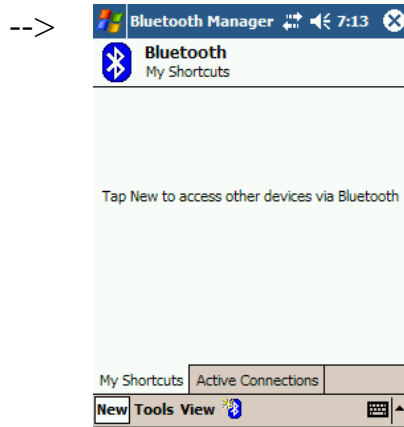 -->
Bluetooth Manager 7:13
Bluetooth
My Shortcuts
Tap New to access other devices via Bluetooth
My Shortcuts Active Connections
New Tools View